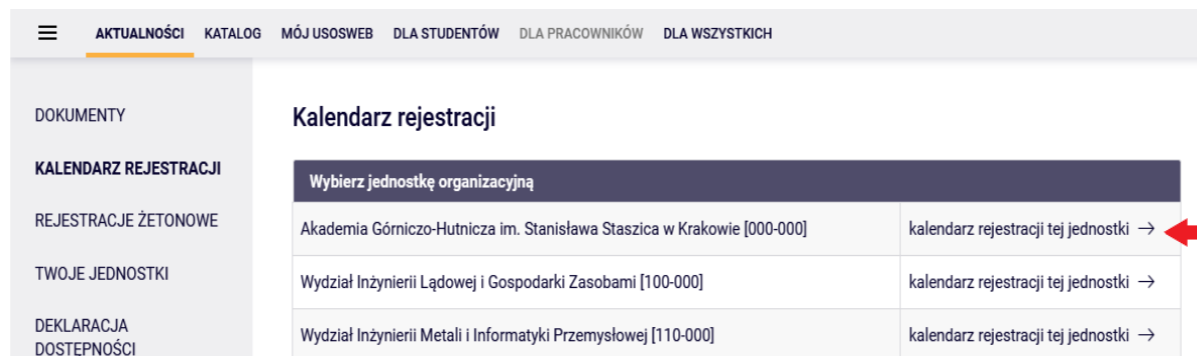 AKTUALNOŚCI KATALOG MÓJ USOSWEB DLA STUDENTÓW DLA PRACOWNIKÓW DLA WSZYSTKICH
DOKUMENTY
KALENDARZ REJESTRACJI
REJESTRACJE ŻETONOWE
TWOJE JEDNOSTKI
DEKLARACJA
DOSTĘPNOŚCI
Kalendarz rejestracji
Wybierz jednostkę organizacyjną
Akademia Górniczo-Hutnicza im. Stanisława Staszica w Krakowie [000-000] kalendarz rejestracji tej jednostki →
Wydział Inżynierii Lądowej i Gospodarki Zasobami [100-000] kalendarz rejestracji tej jednostki →
Wydział Inżynierii Metali i Informatyki Przemysłowej [110-000] kalendarz rejestracji tej jednostki →